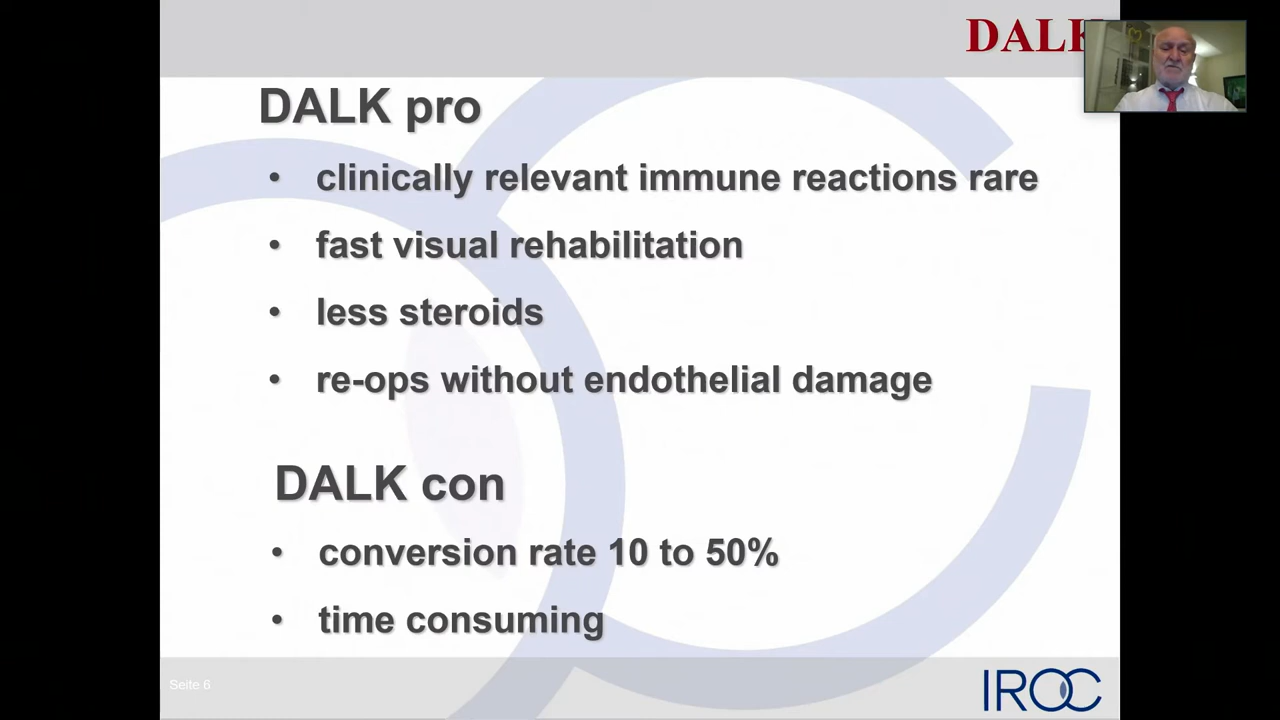 DALK
DALK pro
• clinically relevant immune reactions rare
• fast visual rehabilitation
• less steroids
• re-ops without endothelial damage
DALK con
• conversion rate 10 to 50%
• time consuming
Seite 6
IROC